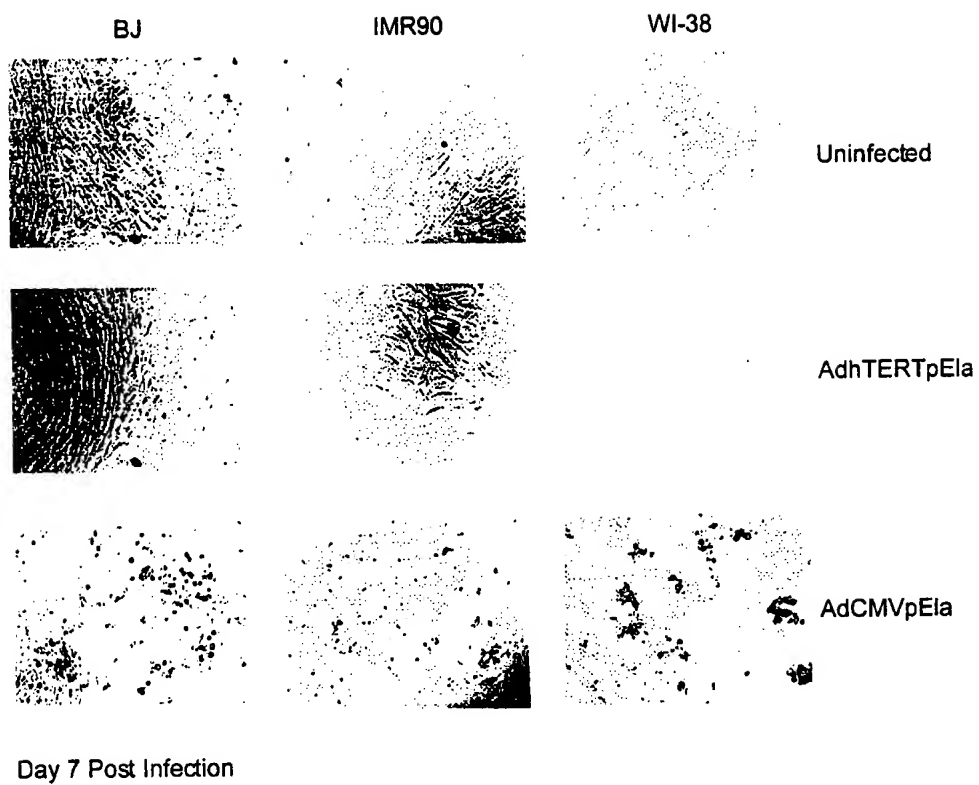 BJ IMR90 WI-38
Uninfected
AdhTERTpEla
AdCMVpEla
Day 7 Post Infection